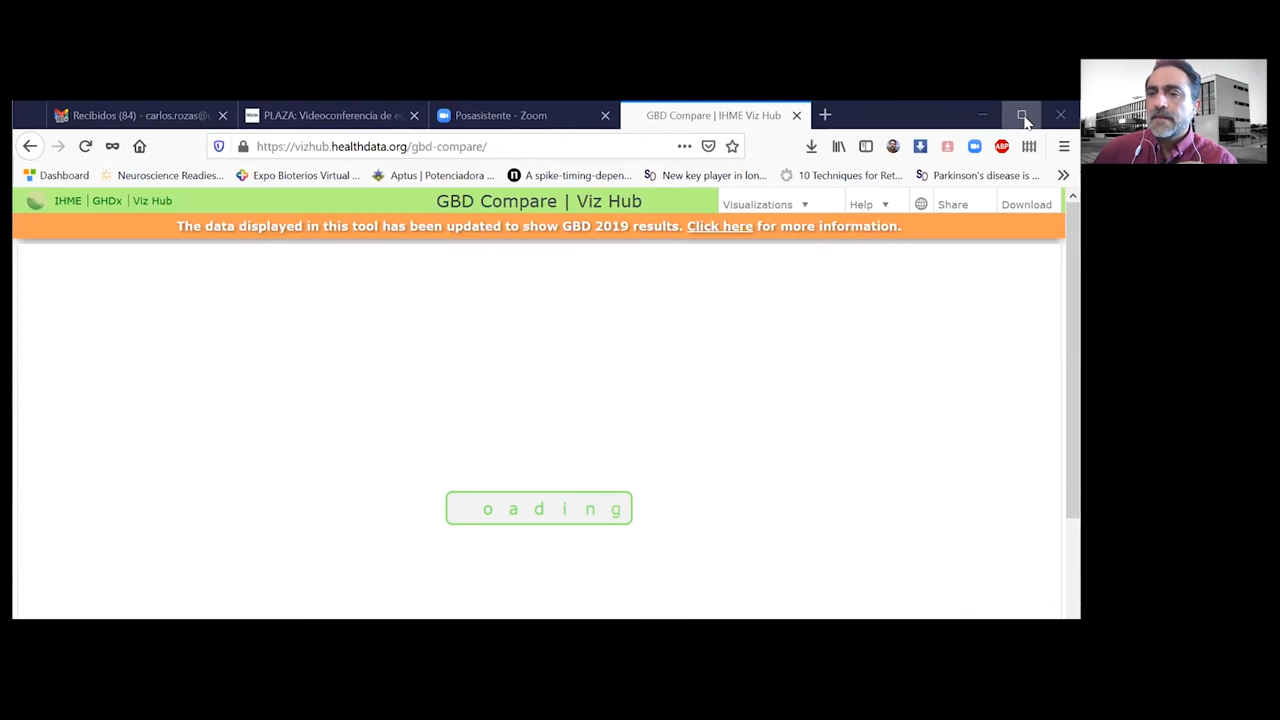 Recibidos (84) - carlos.rozas@
PLAZA: Videoconferencia de e
Posasistente - Zoom
GBD Compare | IHME Viz Hub
https://vizhub.healthdata.org/gbd-compare/
ABP
Dashboard
Neuroscience Readies...
Expo Bioterios Virtual ...
Aptus | Potenciadora ...
n A spike-timing-depen...
SD New key player in lon...
10 Techniques for Ret...
SD Parkinson's disease is ...
IHME | GHDx | Viz Hub
GBD Compare | Viz Hub
Visualizations
Help
Share
Download
The data displayed in this tool has been updated to show GBD 2019 results. Click here for more information.
o a d i n g